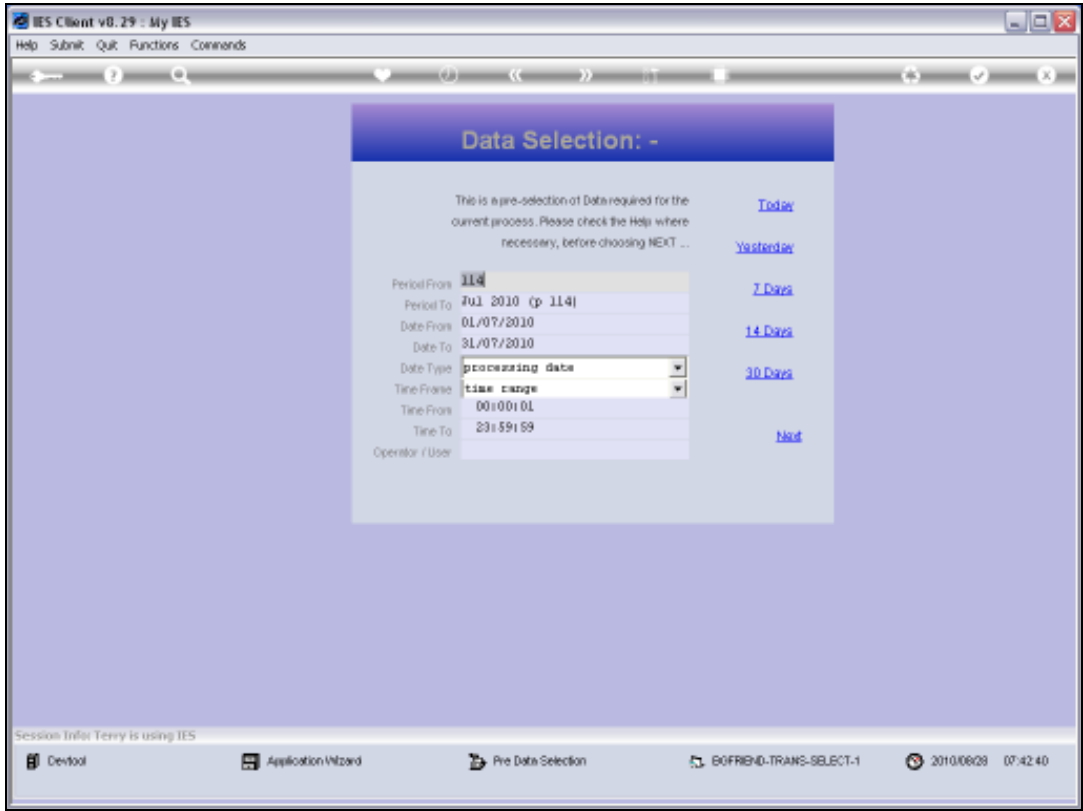 IES Client v8.29 : My IES
Help Submit Quit Functions Commands
Data Selection: -
This is a pre-selection of Data required for the
current process. Please check the Help where
necessary, before choosing NEXT ...
Today
Yesterday
7 Days
14 Days
30 Days
Next
Period From 114
Period To Jul 2010 (p 114)
Date From 01/07/2010
Date To 31/07/2010
Date Type processing date
Time Frame time range
Time From 00:00:01
Time To 23:59:59
Operator / User
Session Info: Terry is using IES
Devtool Application Wizard Pre Data Selection BOFRIEND-TRANS-SELECT-1 2010/08/28 07:42:40